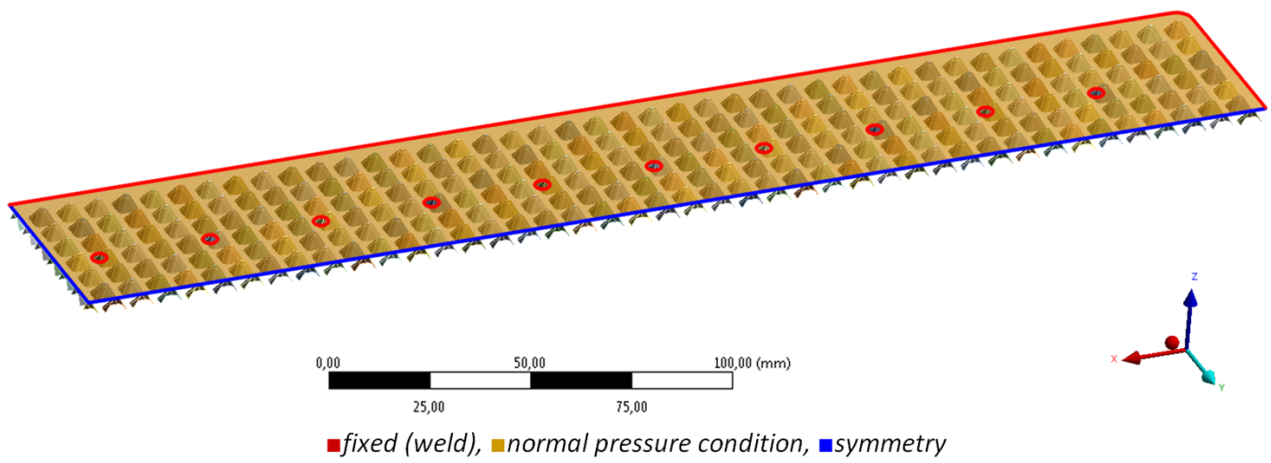 Z
X
Y
0,00 50,00 100,00 (mm)
25,00 75,00
fixed (weld), normal pressure condition, symmetry